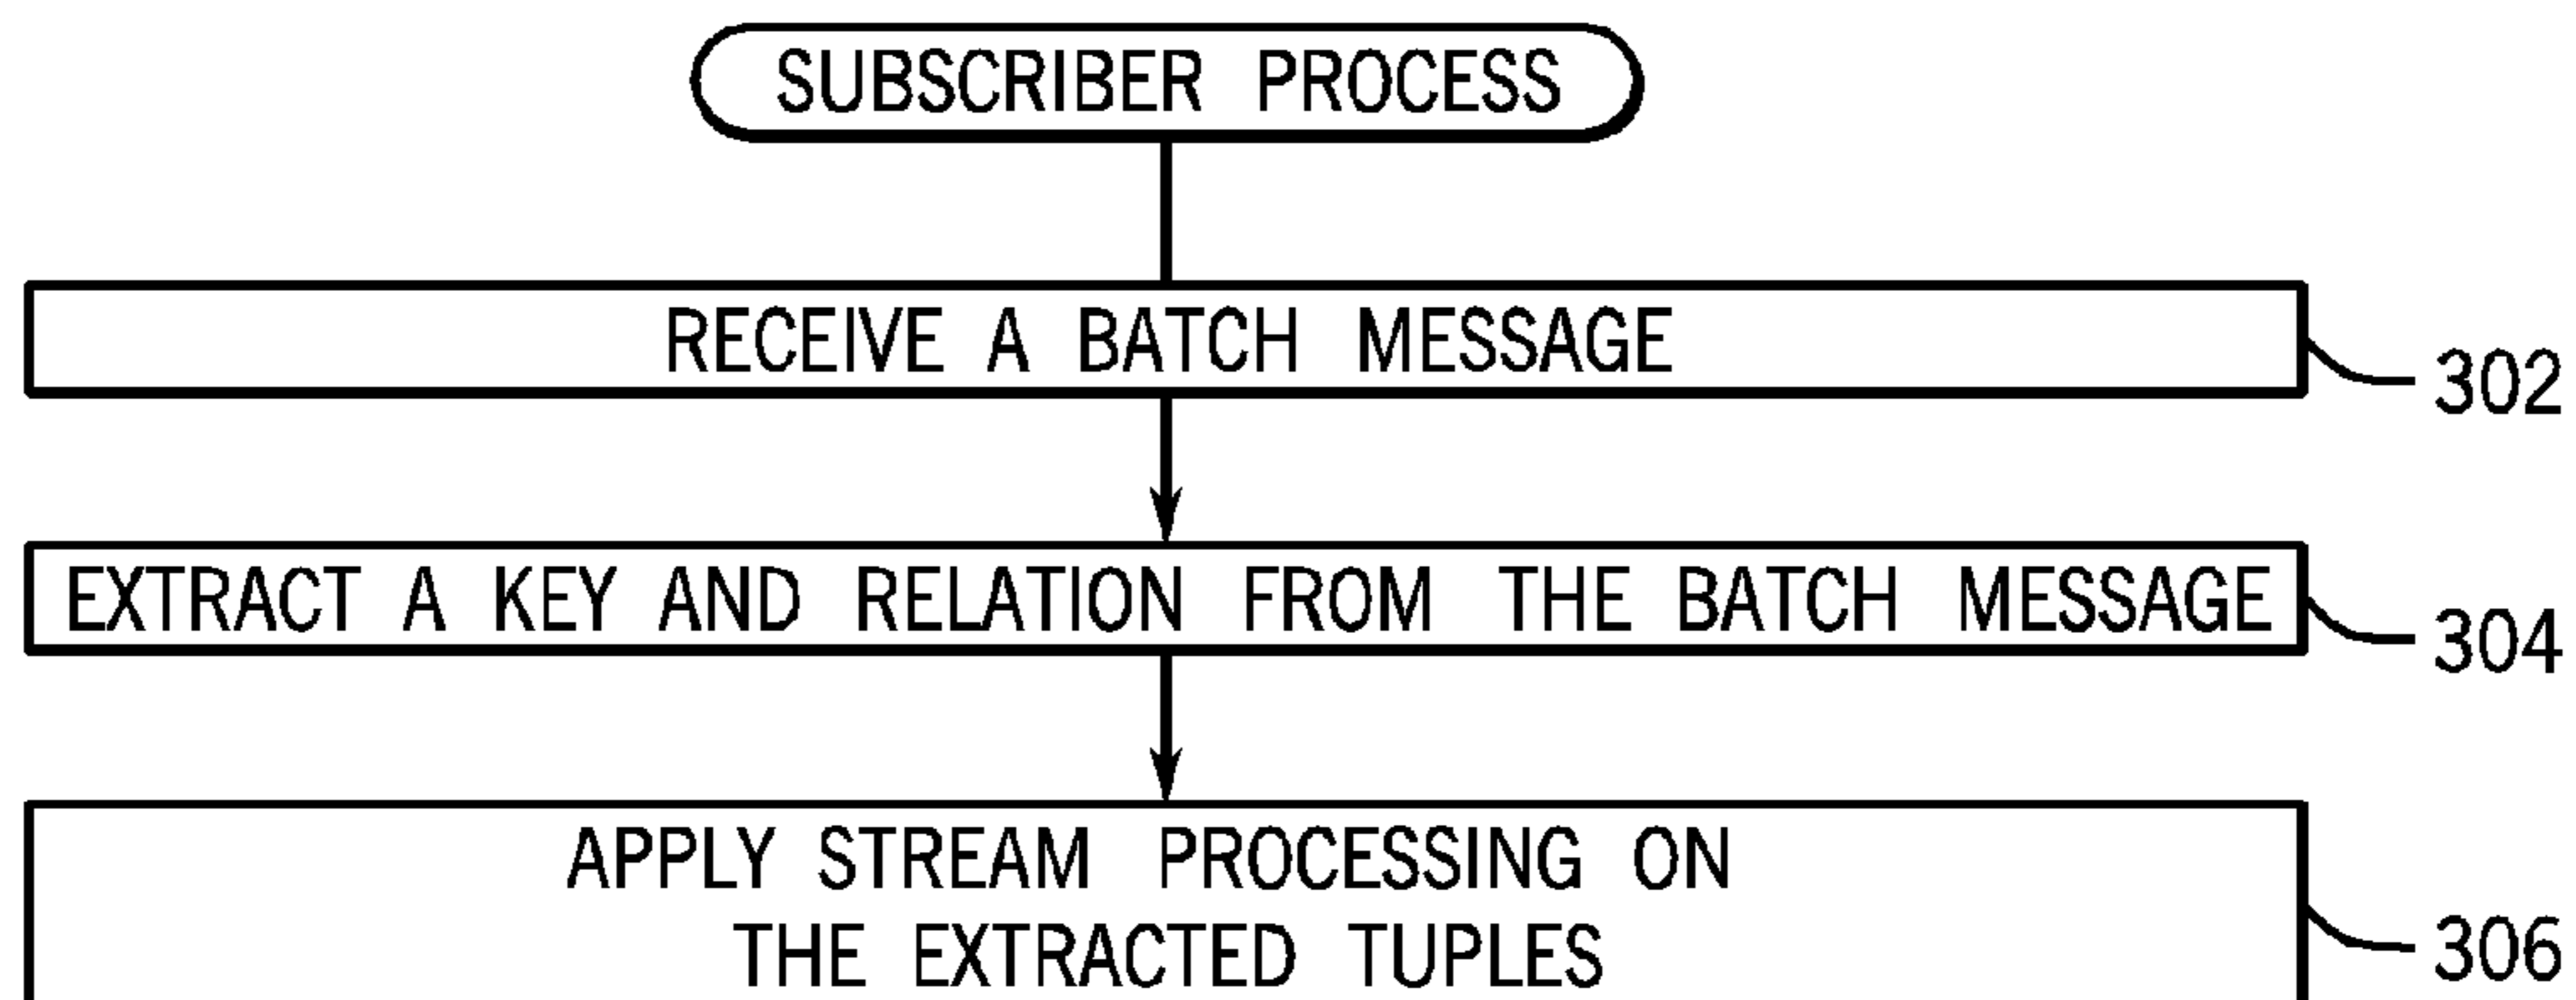 SUBSCRIBER PROCESS
RECEIVE A BATCH MESSAGE
302
EXTRACT A KEY AND RELATION FROM THE BATCH MESSAGE
304
APPLY STREAM PROCESSING ON
THE EXTRACTED TUPLES
306